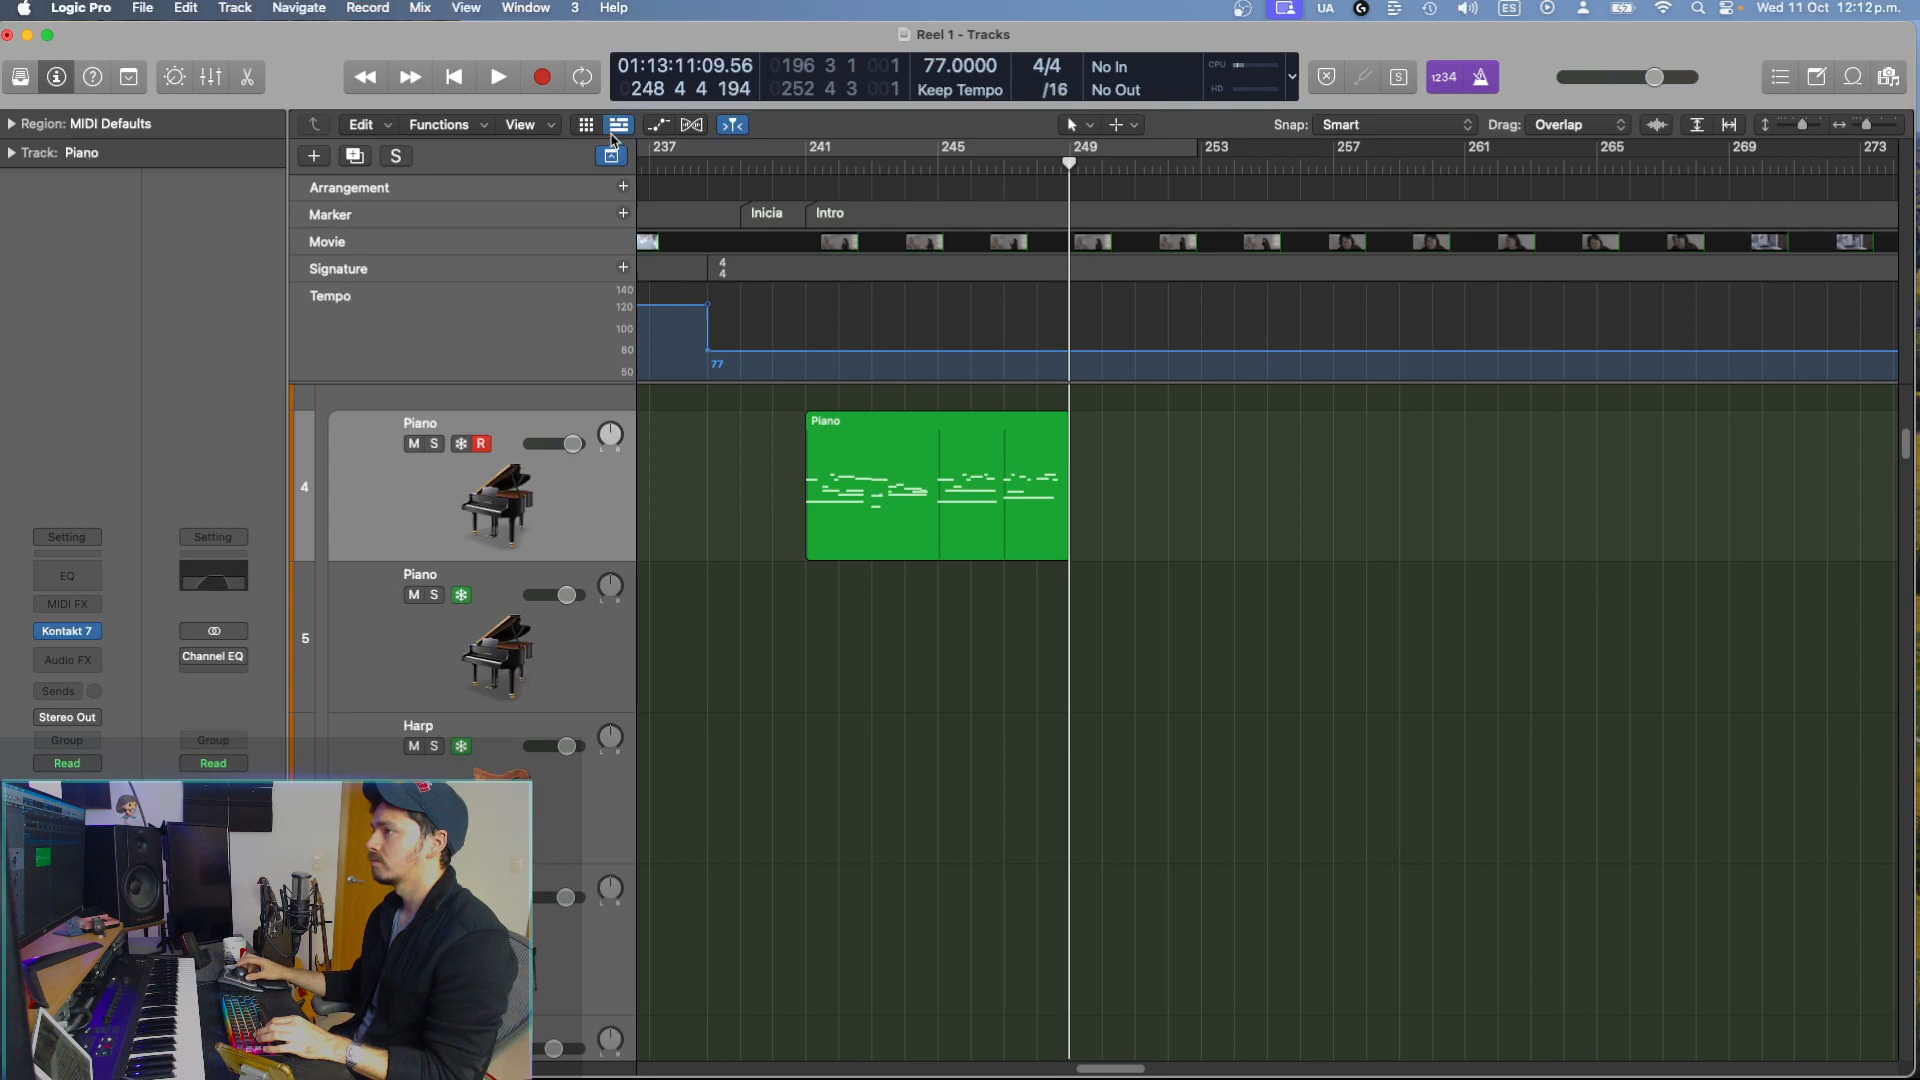 Logic Pro File Edit Track Navigate Record Mix View Window 3 Help UA ES Wed 11 Oct 12:12 p.m.
Reel 1 - Tracks
01:13:11:09.56 0196 3 1 001 77.0000 4/4 No In CPU
0248 4 4 194 0252 4 3 001 Keep Tempo /16 No Out HD
1234
Region: MIDI Defaults
Edit Functions View Snap: Smart Drag: Overlap
Track: Piano
S
237 241 245 249 253 257 261 265 269 273
Arrangement +
Marker + Inicia Intro
Movie
Signature + 4
4
Tempo 140
120
100
80
77
50
Piano
M S R
L R
4
Piano
Piano
M S
L R
5
Harp
M S
L R
Setting Setting
EQ
MIDI FX
Kontakt 7
Audio FX Channel EQ
Sends
Stereo Out
Group Group
Read Read
L R
L R